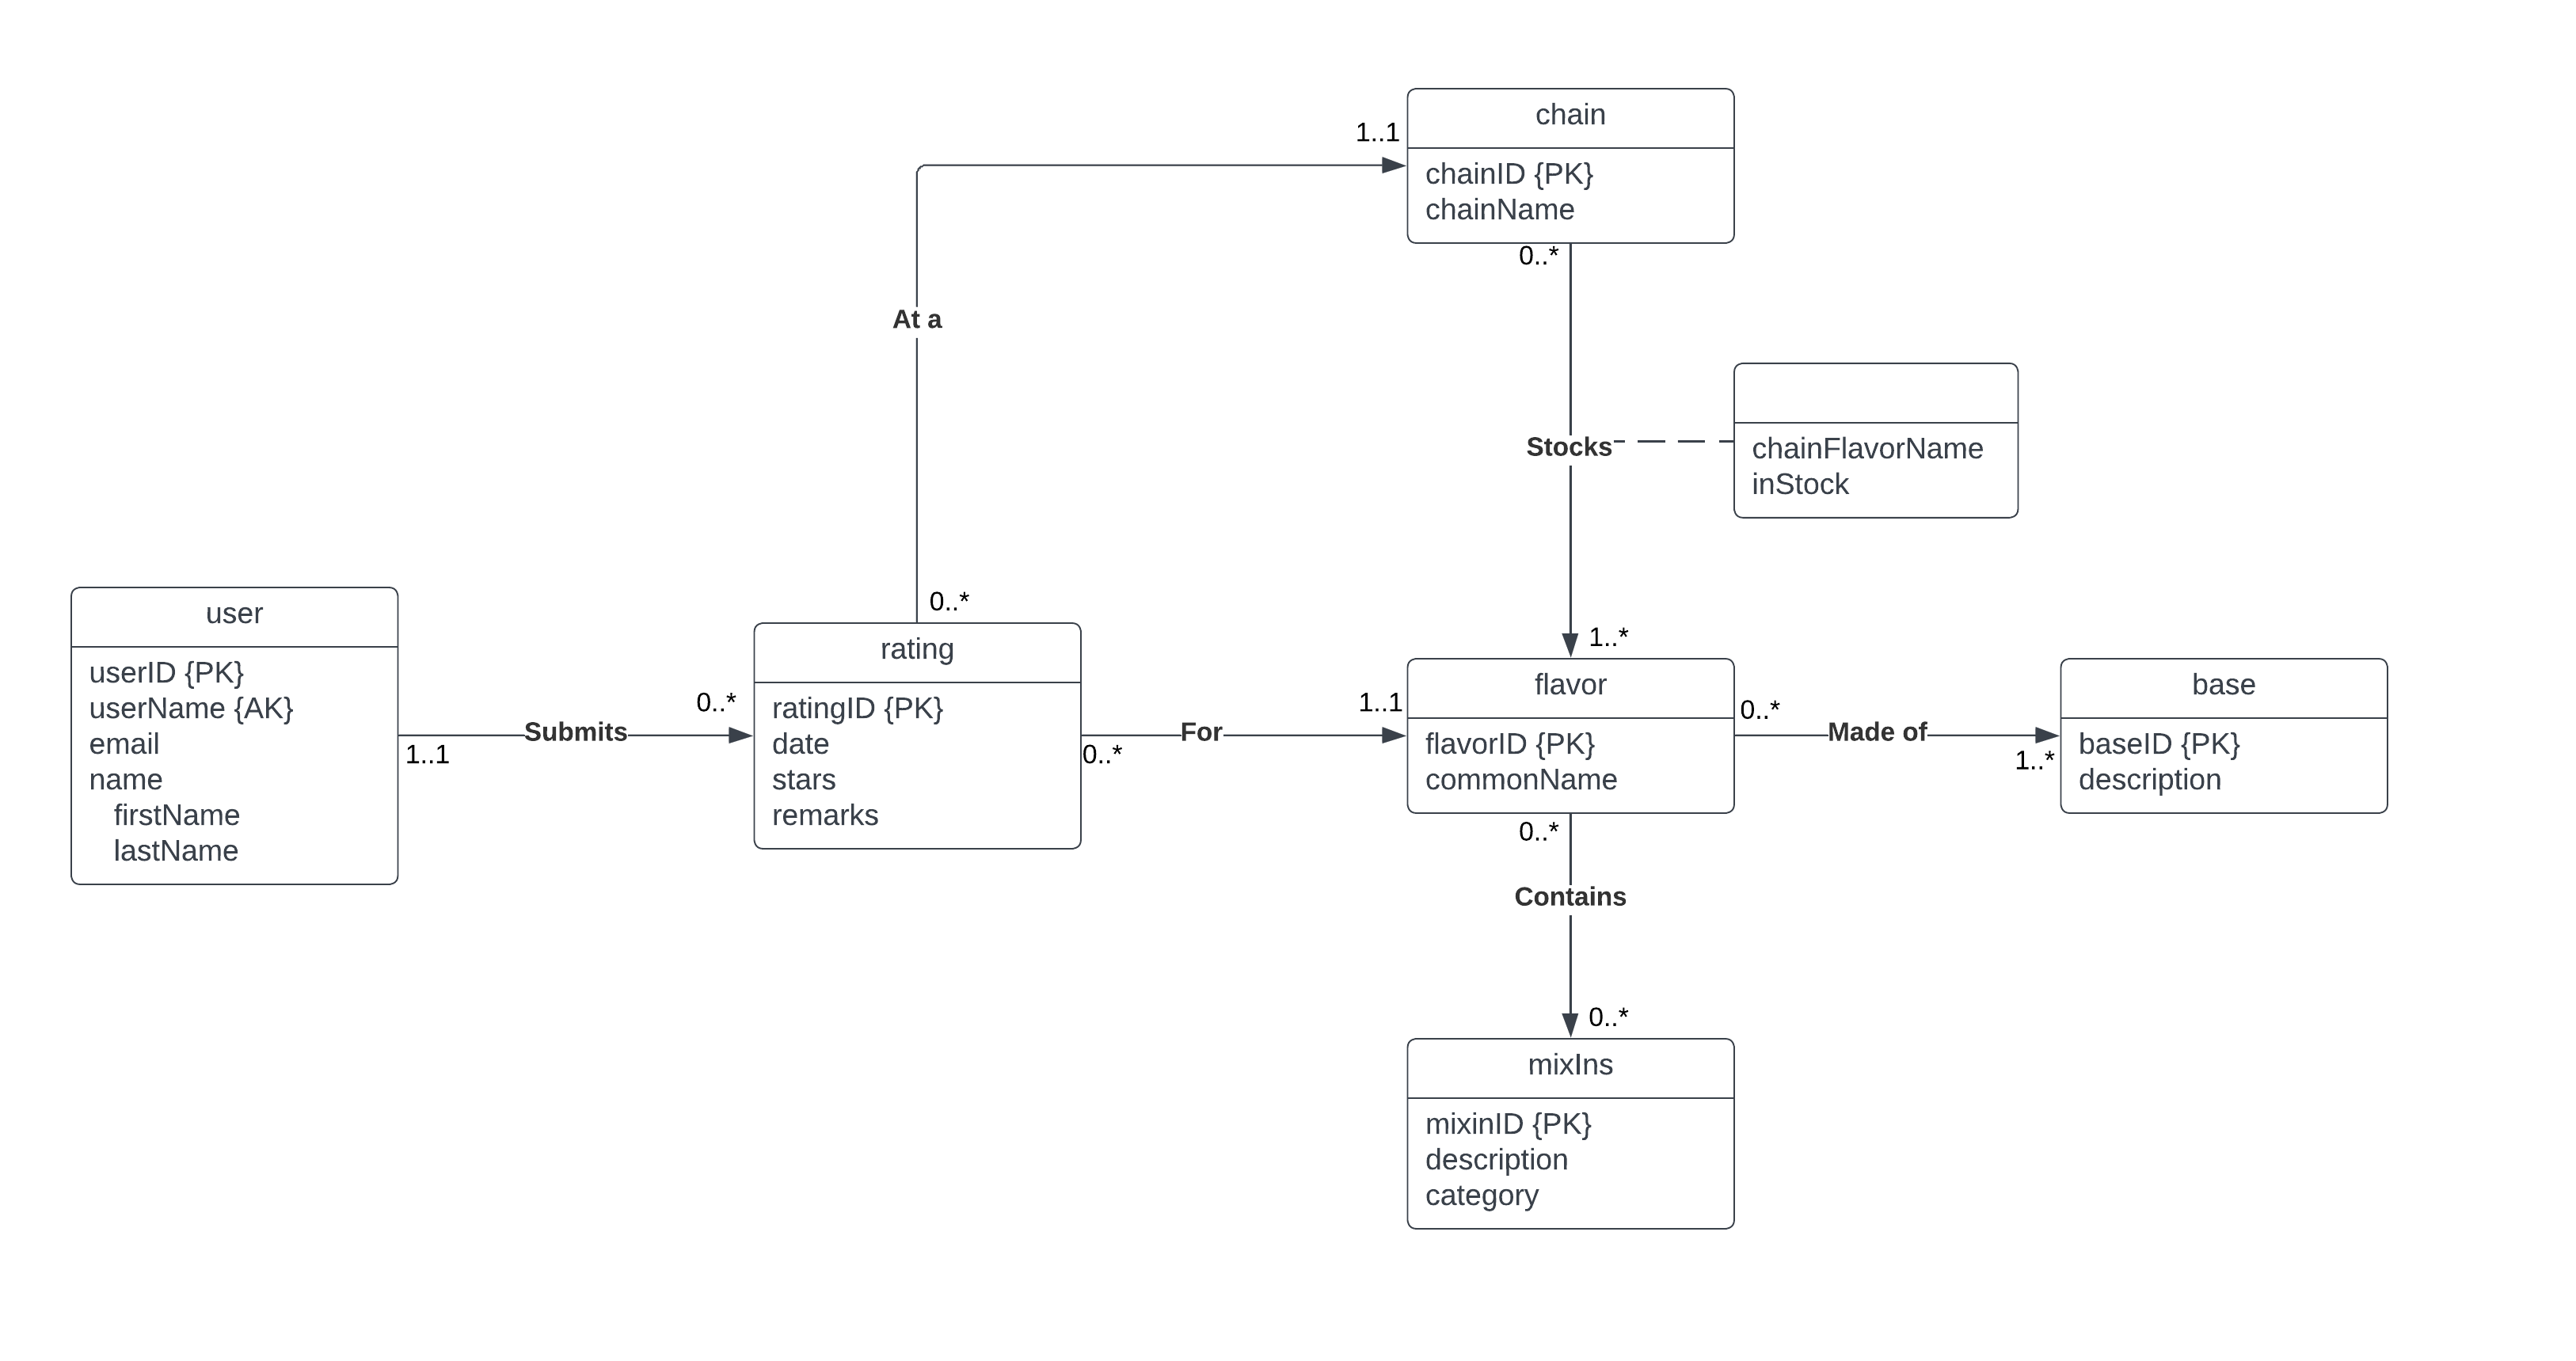 chain
1..1
chainID {PK}
chainName
0..*
At a
Stocks
chainFlavorName
inStock
0..*
1..*
user
userID {PK}
userName {AK}
email
name
firstName
lastName
1..1
Submits
0..*
rating
ratingID {PK}
date
stars
remarks
0..*
For
1..1
flavor
flavorID {PK}
commonName
0..*
Made of
1..*
base
baseID {PK}
description
0..*
Contains
0..*
mixIns
mixinID {PK}
description
category